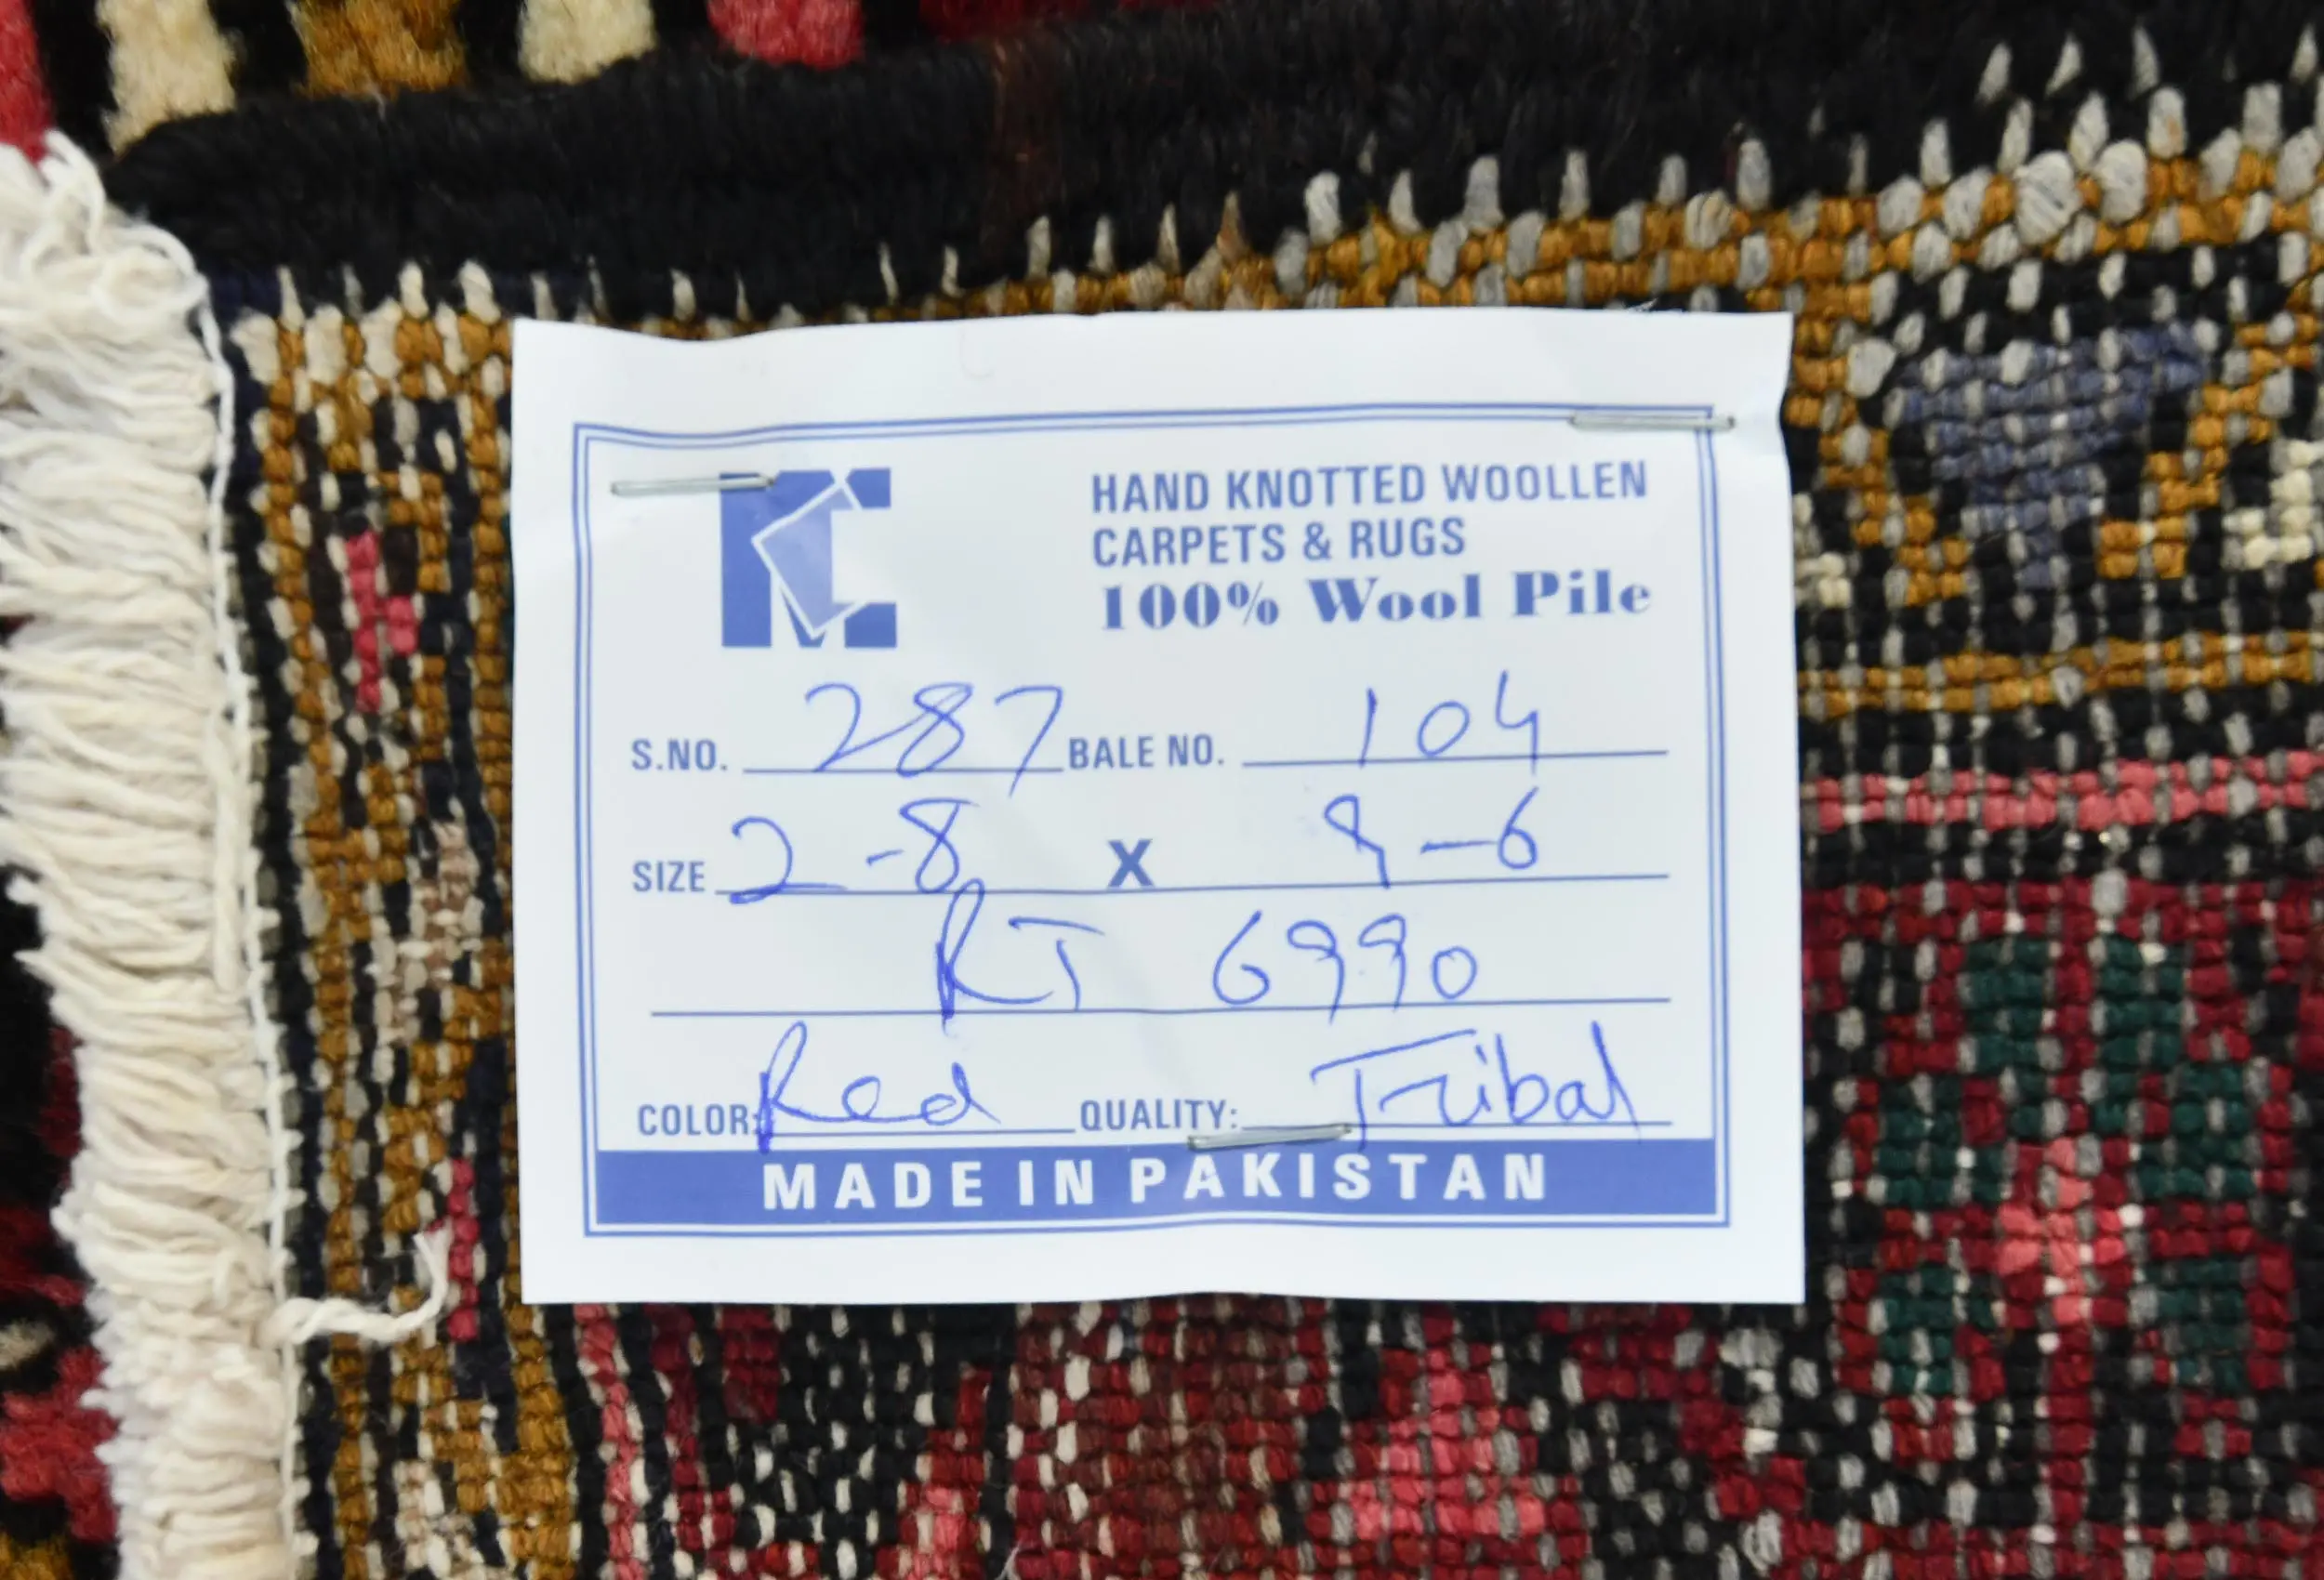 HAND KNOTTED WOOLLEN
CARPETS & RUGS
100% Wool Pile
S.NO. 287 BALE NO. 104
SIZE 2-8 X 9-6
RT 6990
COLOR: Red QUALITY: Tribal
MADE IN PAKISTAN